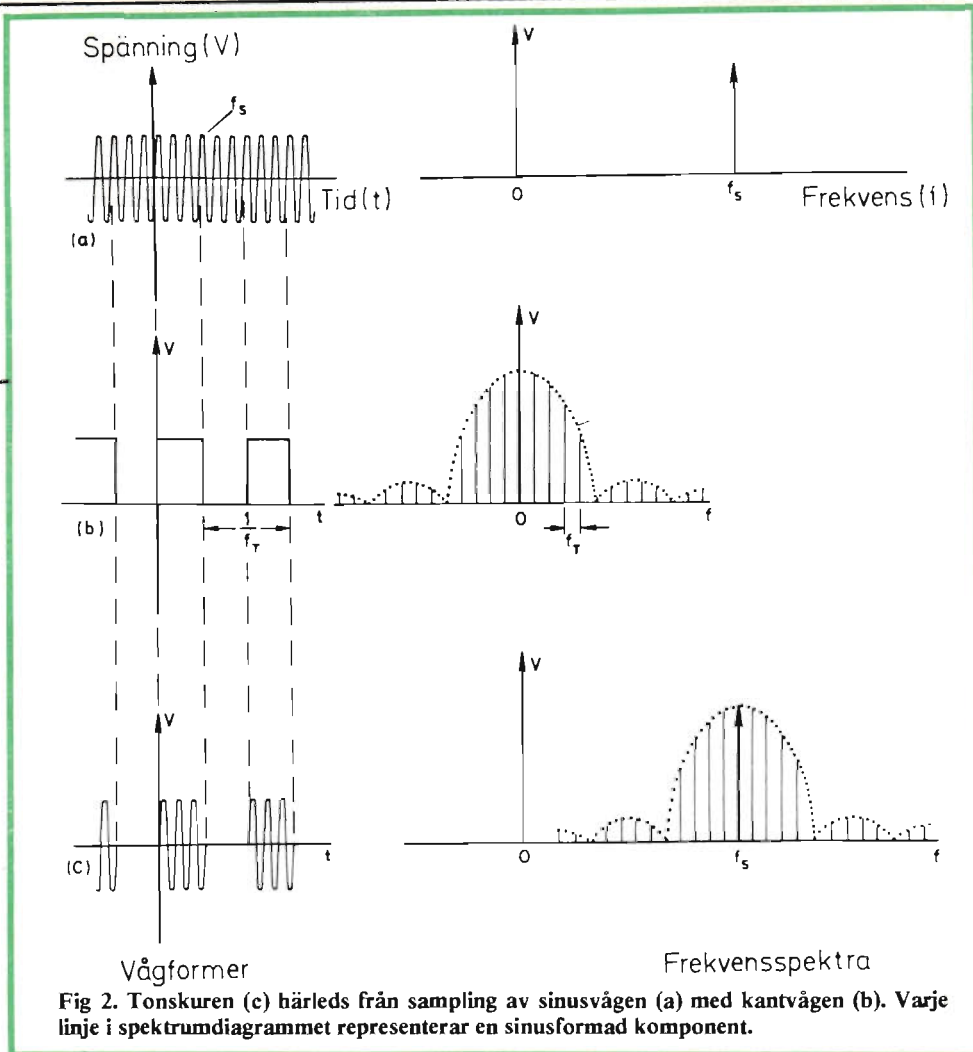 Spänning (V)
V
f_s
Tid (t)
0
f_s
Frekvens (f)
(a)
V
V
(b)
t
1
f_T
0
f
f_T
V
V
(c)
t
0
f_s
f
Vågformer
Frekvensspektra
Fig 2. Tonskuren (c) härleds från sampling av sinusvågen (a) med kantvågen (b). Varje
linje i spektrumdiagrammet representerar en sinusformad komponent.